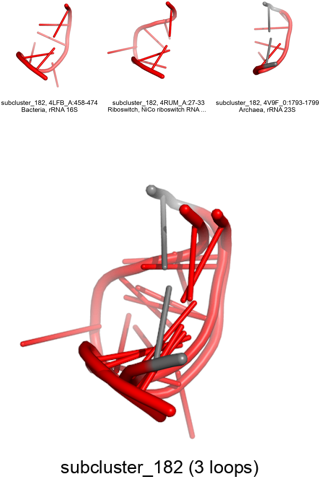 subcluster_182, 4LFB_A:458-474
Bacteria, rRNA 16S
subcluster_182, 4RUM_A:27-33
Riboswitch, NiCo riboswitch RNA ...
subcluster_182, 4V9F_0:1793-1799
Archaea, rRNA 23S
subcluster_182 (3 loops)